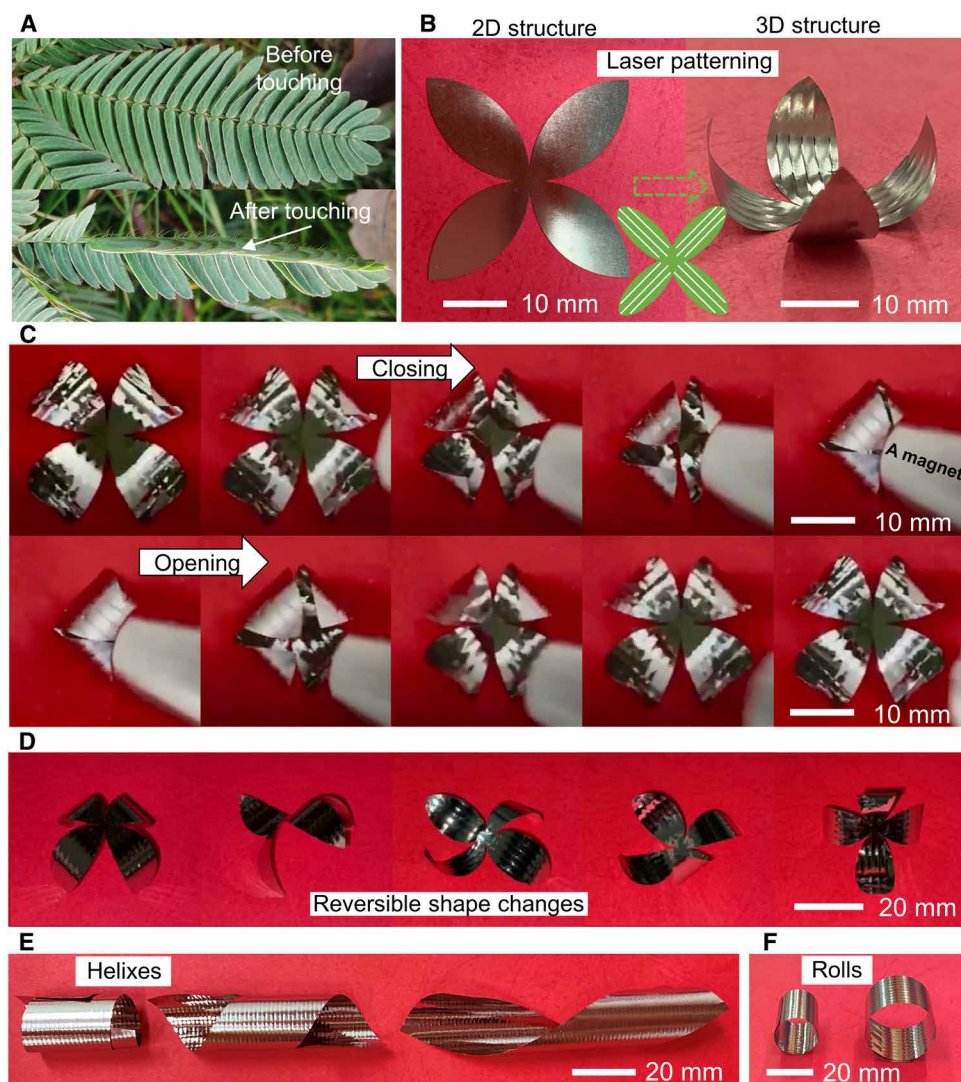 A
Before
touching
After touching
B
2D structure
3D structure
Laser patterning
10 mm
10 mm
C
Closing
A magnet
10 mm
Opening
10 mm
D
Reversible shape changes
20 mm
E
Helixes
20 mm
F
Rolls
20 mm